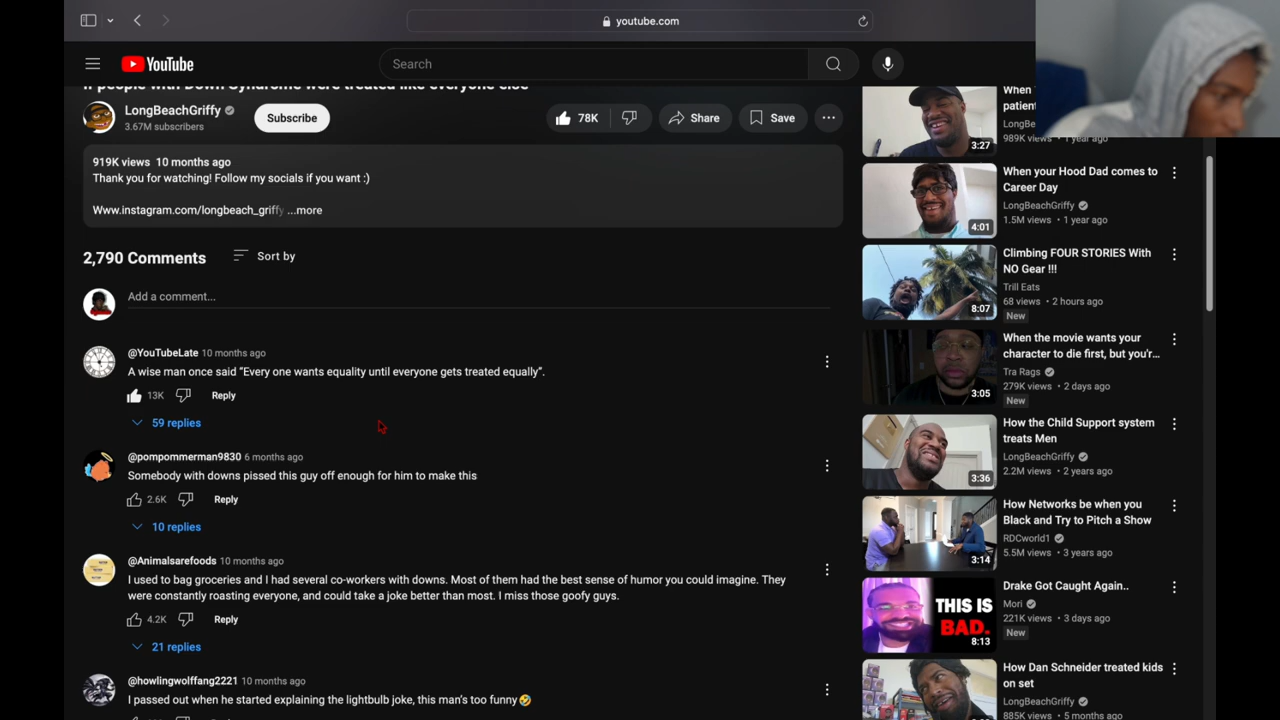 youtube.com
YouTube
Search
If people with Down Syndrome were treated like everyone else
LongBeachGriffy
3.67M subscribers
Subscribe
78K
Share
Save
919K views 10 months ago
Thank you for watching! Follow my socials if you want :)
Www.instagram.com/longbeach_griffy ...more
2,790 Comments
Sort by
Add a comment...
@YouTubeLate 10 months ago
A wise man once said “Every one wants equality until everyone gets treated equally”.
13K
Reply
59 replies
@pompommerman9830 6 months ago
Somebody with downs pissed this guy off enough for him to make this
2.6K
Reply
10 replies
@Animalsarefoods 10 months ago
I used to bag groceries and I had several co-workers with downs. Most of them had the best sense of humor you could imagine. They
were constantly roasting everyone, and could take a joke better than most. I miss those goofy guys.
4.2K
Reply
21 replies
@howlingwolffang2221 10 months ago
I passed out when he started explaining the lightbulb joke, this man's too funny🤣
When
patient
LongBe
989K views • 1 year ago
3:27
When your Hood Dad comes to
Career Day
LongBeachGriffy
1.5M views • 1 year ago
4:01
Climbing FOUR STORIES With
NO Gear !!!
Trill Eats
68 views • 2 hours ago
New
8:07
When the movie wants your
character to die first, but you'r...
Tra Rags
279K views • 2 days ago
New
3:05
How the Child Support system
treats Men
LongBeachGriffy
2.2M views • 2 years ago
3:36
How Networks be when you
Black and Try to Pitch a Show
RDCworld1
5.5M views • 3 years ago
3:14
Drake Got Caught Again..
Mori
221K views • 3 days ago
New
THIS IS
BAD.
8:13
How Dan Schneider treated kids
on set
LongBeachGriffy
885K views • 5 months ago